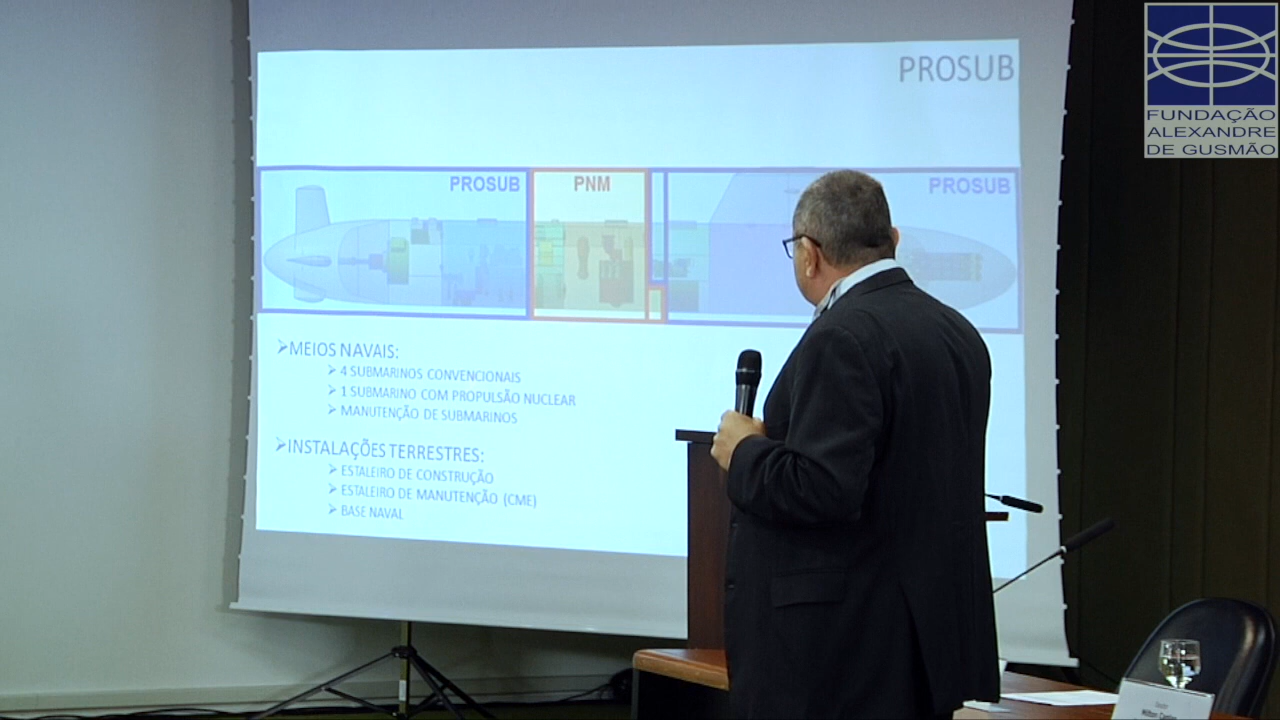 PROSUB
FUNDAÇÃO
ALEXANDRE
DE GUSMÃO
PROSUB
PNM
PROSUB
MEIOS NAVAIS:
4 SUBMARINOS CONVENCIONAIS
1 SUBMARINO COM PROPULSÃO NUCLEAR
MANUTENÇÃO DE SUBMARINOS
INSTALAÇÕES TERRESTRES:
ESTALEIRO DE CONSTRUÇÃO
ESTALEIRO DE MANUTENÇÃO (CME)
BASE NAVAL